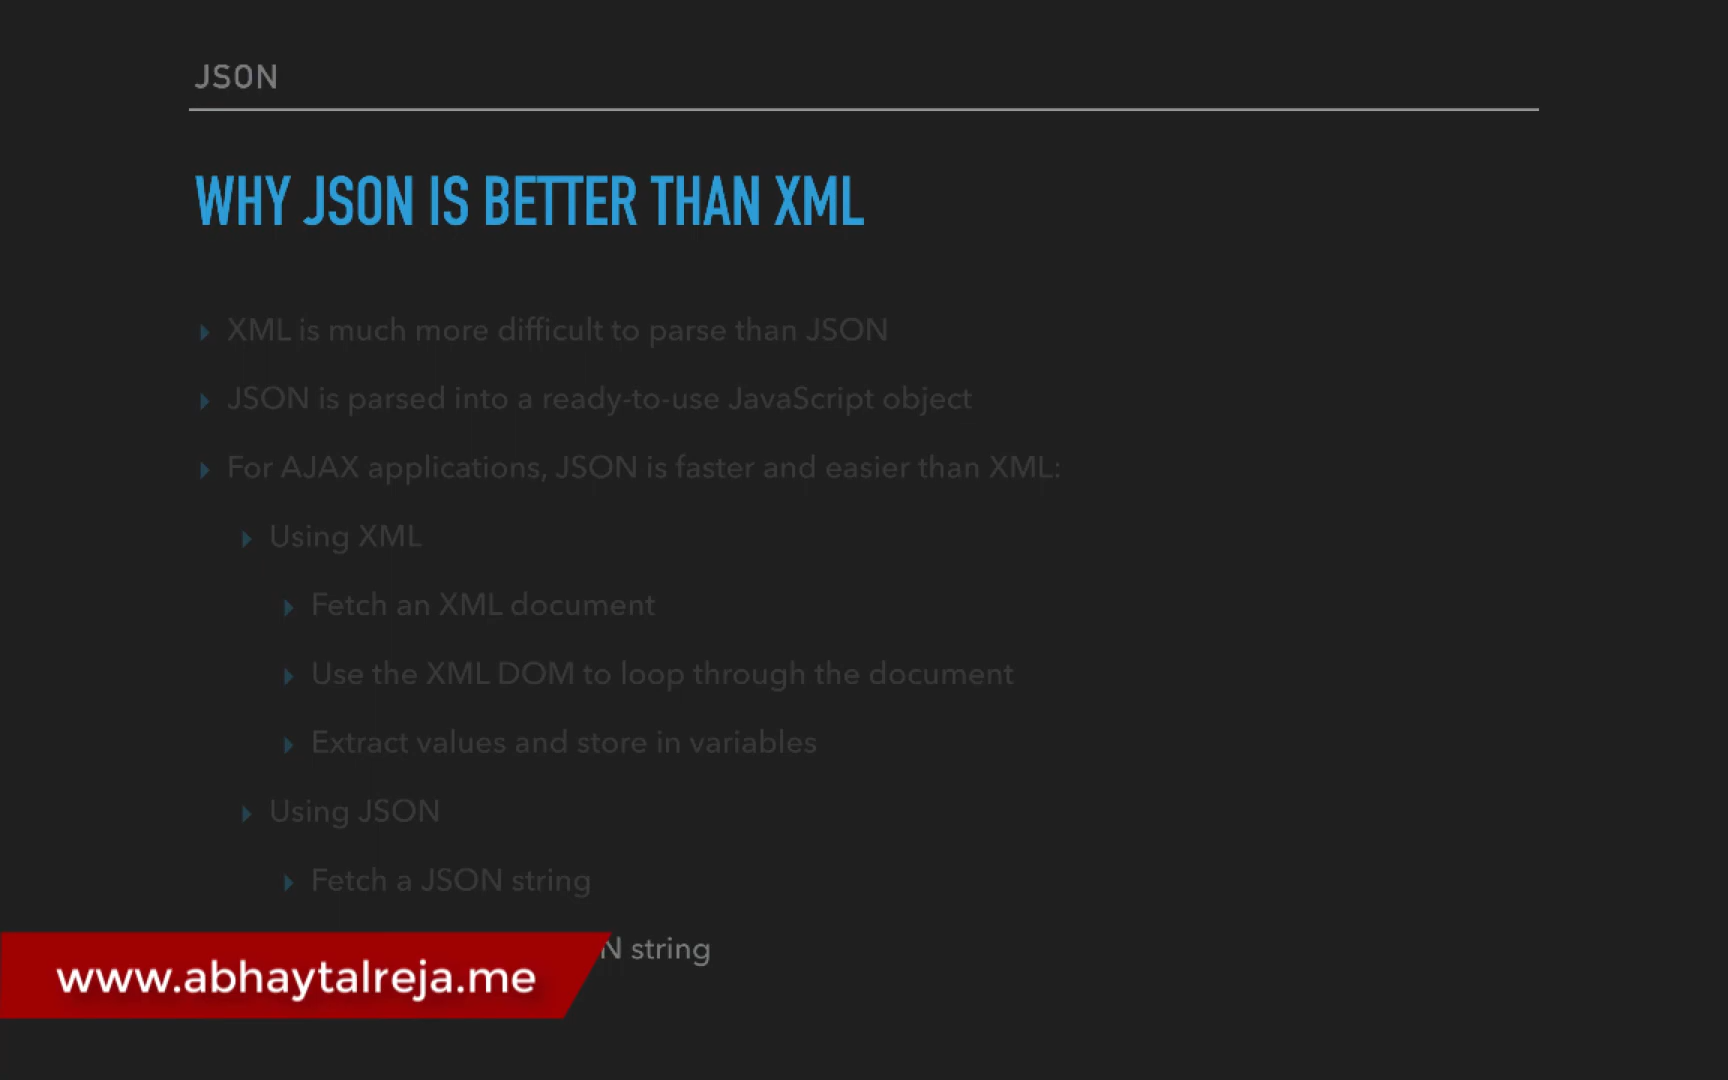 JSON
WHY JSON IS BETTER THAN XML
XML is much more difficult to parse than JSON
JSON is parsed into a ready-to-use JavaScript object
For AJAX applications, JSON is faster and easier than XML:
Using XML
Fetch an XML document
Use the XML DOM to loop through the document
Extract values and store in variables
Using JSON
Fetch a JSON string
string
www.abhaytalreja.me